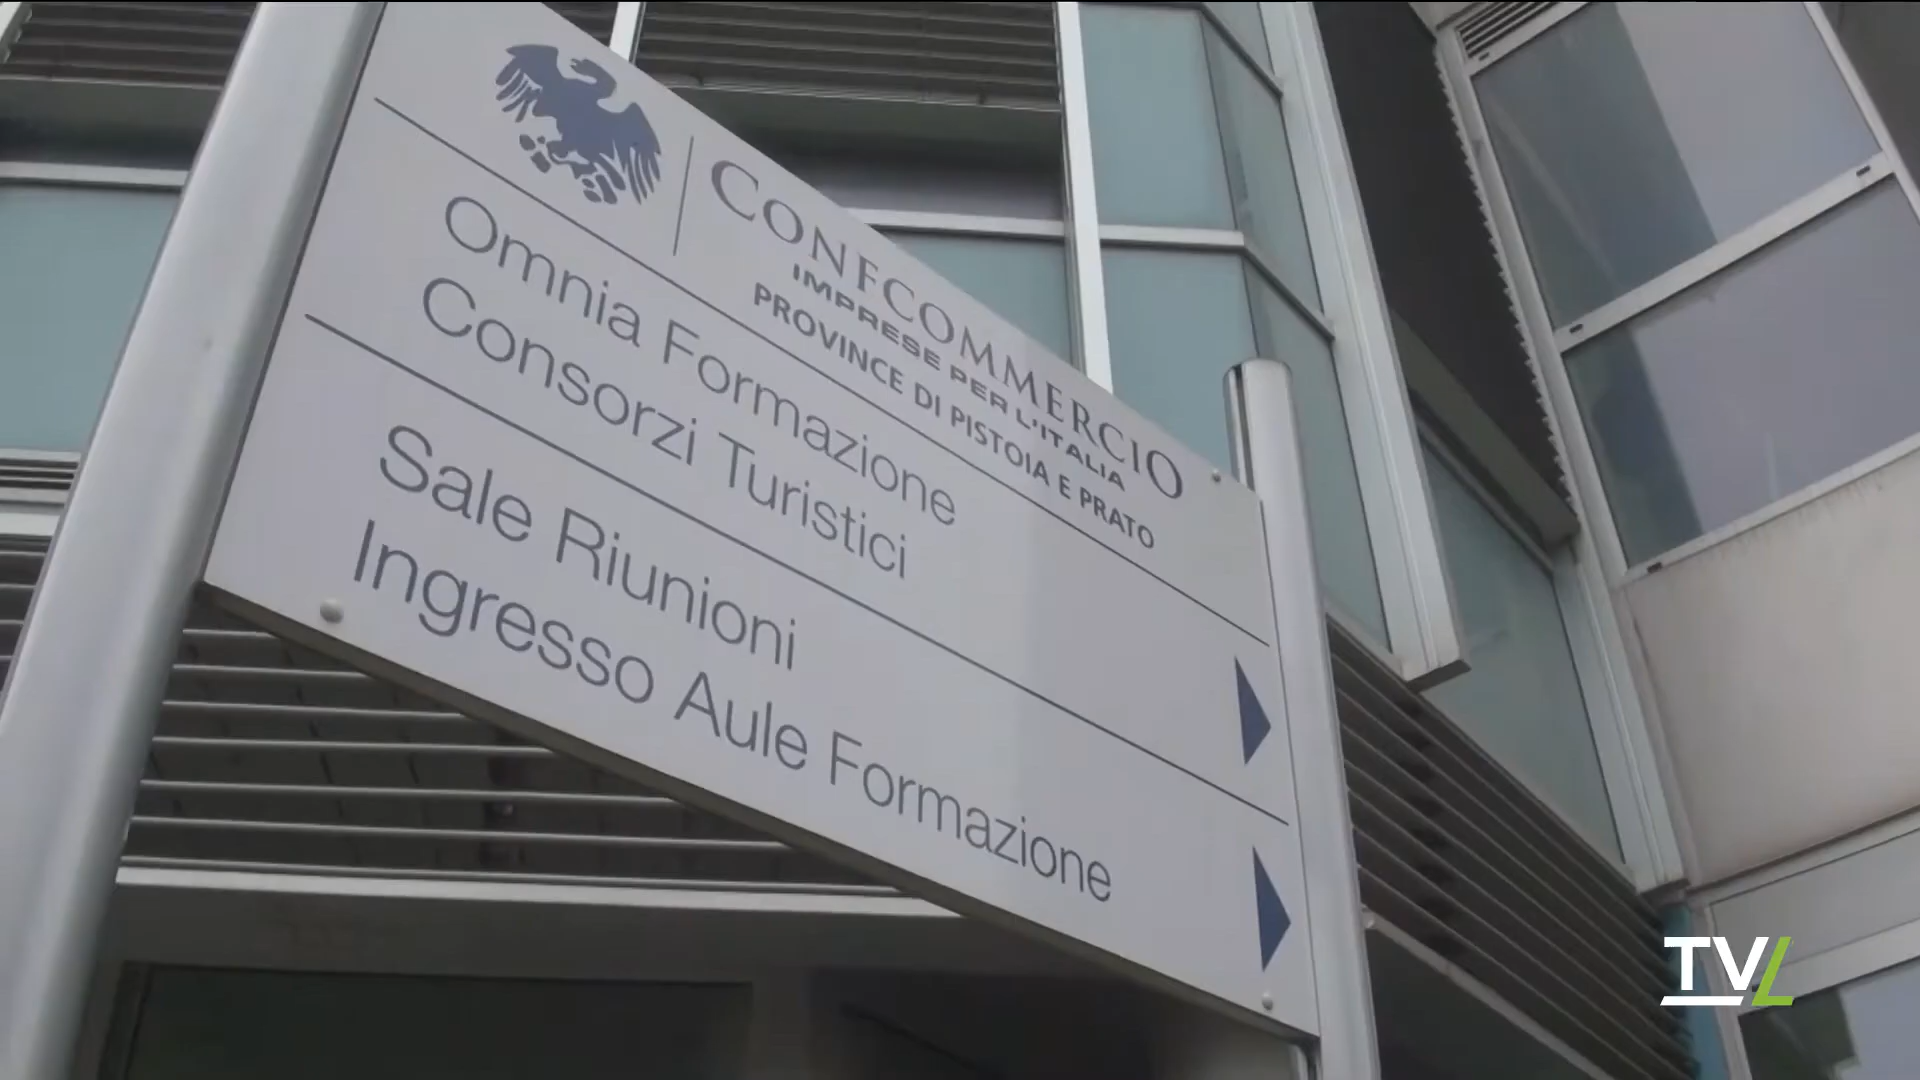 CONFCOMMERCIO
IMPRESE PER L'ITALIA
PROVINCE DI PISTOIA E PRATO
Omnia Formazione
Consorzi Turistici
Sale Riunioni
Ingresso Aule Formazione
TVL